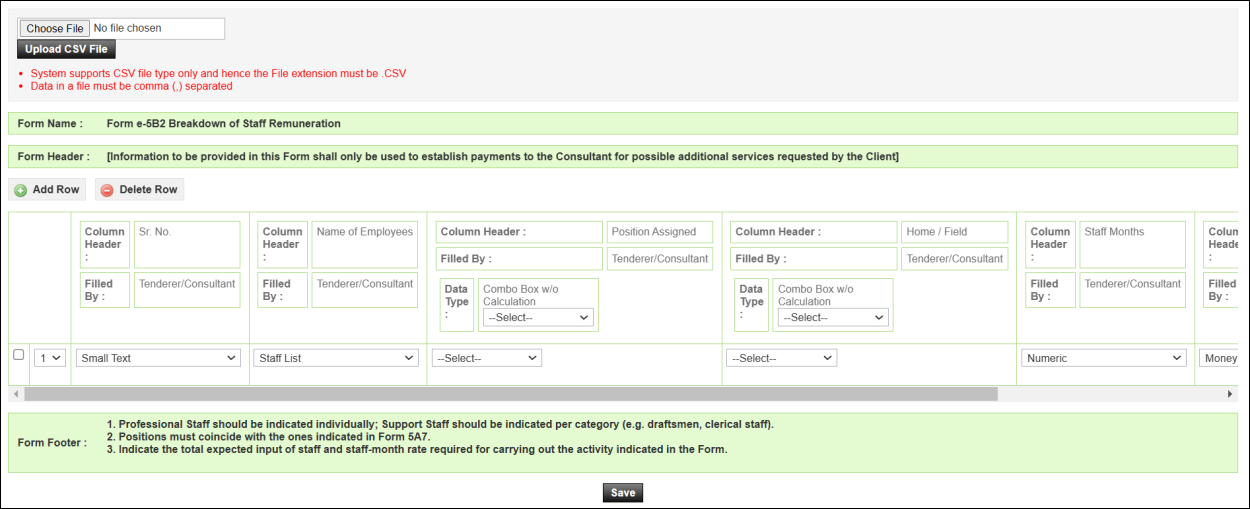 Choose File No file chosen
Upload CSV File
System supports CSV file type only and hence the File extension must be .CSV
Data in a file must be comma (,) separated
Form Name : Form e-5B2 Breakdown of Staff Remuneration
Form Header : [Information to be provided in this Form shall only be used to establish payments to the Consultant for possible additional services requested by the Client]
Add Row Delete Row
Column Header : Sr. No.
Filled By : Tenderer/Consultant
Column Header : Name of Employees
Filled By : Tenderer/Consultant
Column Header : Position Assigned
Filled By : Tenderer/Consultant
Data Type : Combo Box w/o Calculation
--Select--
Column Header : Home / Field
Filled By : Tenderer/Consultant
Data Type : Combo Box w/o Calculation
--Select--
Column Header : Staff Months
Filled By : Tenderer/Consultant
Filled By :
1 Small Text Staff List --Select-- --Select-- Numeric Money
Form Footer :
1. Professional Staff should be indicated individually; Support Staff should be indicated per category (e.g. draftsmen, clerical staff).
2. Positions must coincide with the ones indicated in Form 5A7.
3. Indicate the total expected input of staff and staff-month rate required for carrying out the activity indicated in the Form.
Save